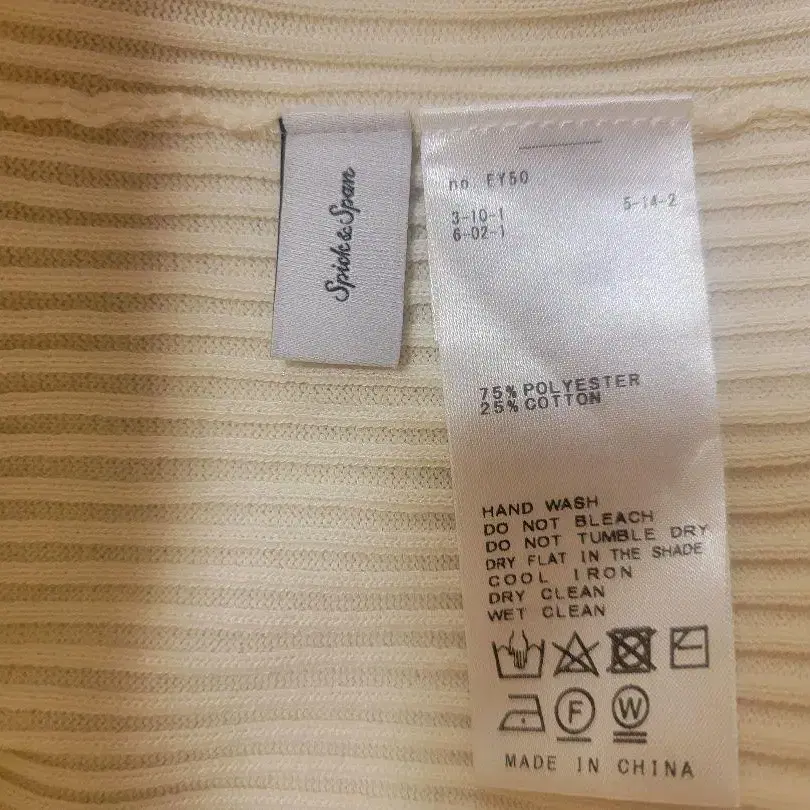 Spick & Span
no. EY50
5-14-2
3-10-1
6-02-1
75% POLYESTER
25% COTTON
HAND WASH
DO NOT BLEACH
DO NOT TUMBLE DRY
DRY FLAT IN THE SHADE
COOL IRON
DRY CLEAN
WET CLEAN
F W
MADE IN CHINA